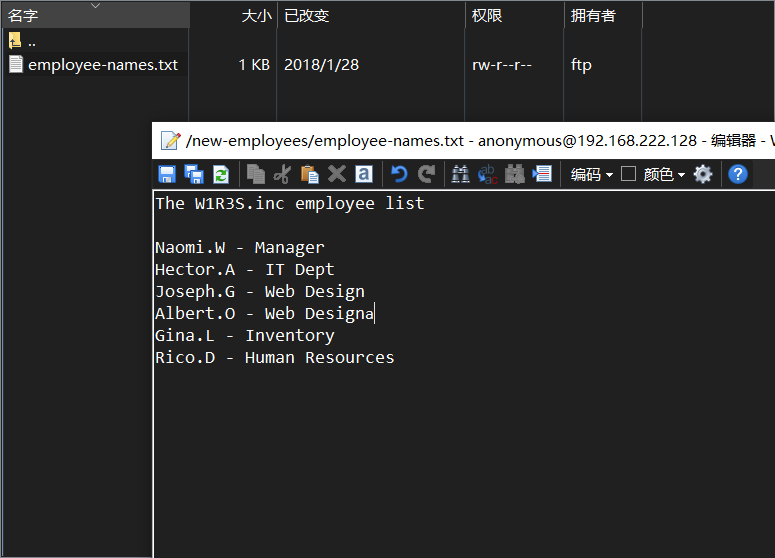 名字 大小 已改变 权限 拥有者
..
employee-names.txt 1 KB 2018/1/28 rw-r--r-- ftp
/new-employees/employee-names.txt - anonymous@192.168.222.128 - 编辑器 - W
编码 颜色
The W1R3S.inc employee list
Naomi.W - Manager
Hector.A - IT Dept
Joseph.G - Web Design
Albert.O - Web Designa
Gina.L - Inventory
Rico.D - Human Resources